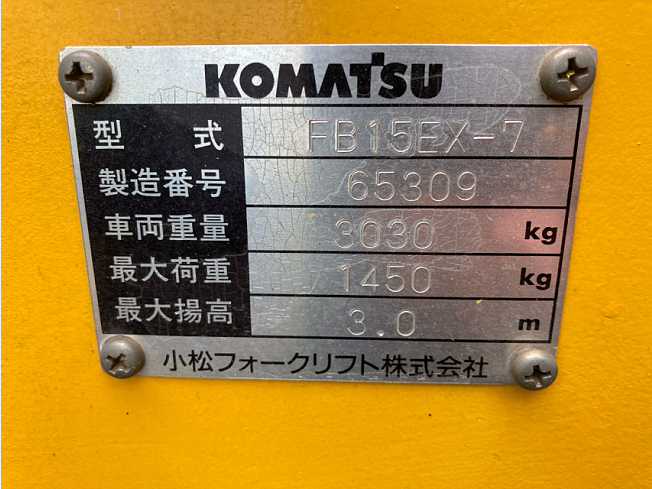 KOMATSU
型式 FB15EX-7
製造番号 65309
車両重量 3030 kg
最大荷重 1450 kg
最大揚高 3.0 m
小松フォークリフト株式会社